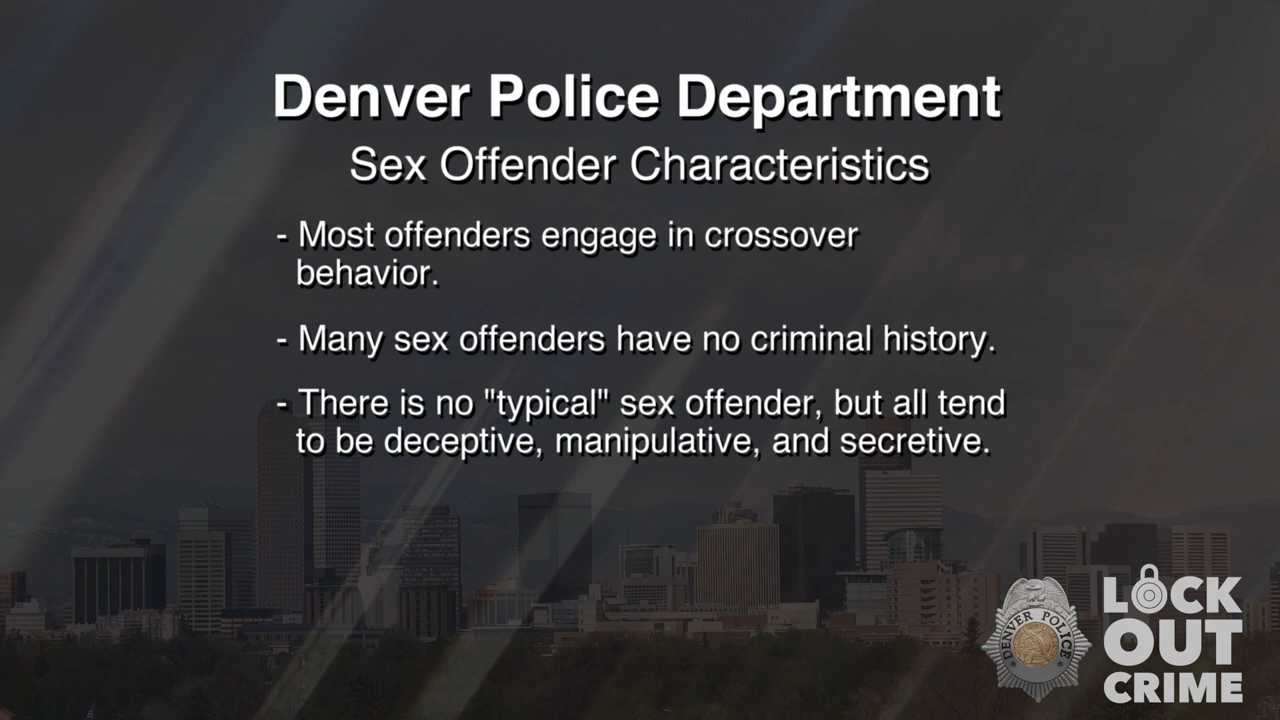 Denver Police Department
Sex Offender Characteristics
- Most offenders engage in crossover
behavior.
- Many sex offenders have no criminal history.
- There is no "typical" sex offender, but all tend
to be deceptive, manipulative, and secretive.
DENVER POLICE
LOCK
OUT
CRIME